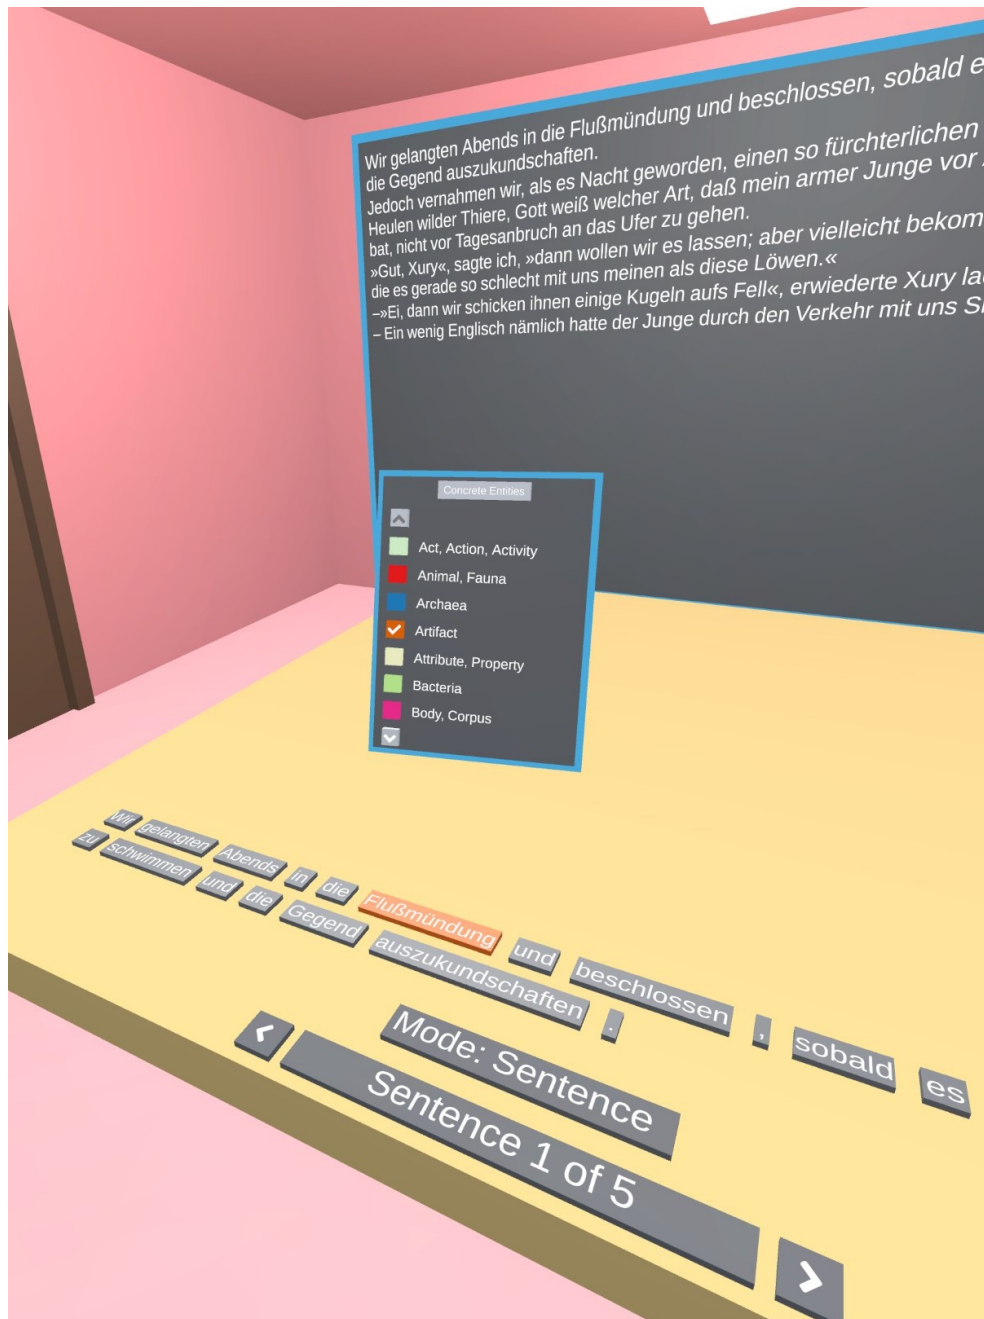 Wir gelangten Abends in die Flußmündung und beschlossen, sobald e
die Gegend auszukundschaften.
Jedoch vernahmen wir, als es Nacht geworden, einen so fürchterlichen
Heulen wilder Thiere, Gott weiß welcher Art, daß mein armer Junge vor
bat, nicht vor Tagesanbruch an das Ufer zu gehen.
»Gut, Xury«, sagte ich, »dann wollen wir es lassen; aber vielleicht bekom
die es gerade so schlecht mit uns meinen als diese Löwen.«
–»Ei, dann wir schicken ihnen einige Kugeln aufs Fell«, erwiederte Xury la
– Ein wenig Englisch nämlich hatte der Junge durch den Verkehr mit uns S
Concrete Entities
Act, Action, Activity
Animal, Fauna
Archaea
Artifact
Attribute, Property
Bacteria
Body, Corpus
Wir gelangten Abends in die Flußmündung und beschlossen , sobald es
zu schwimmen und die Gegend auszukundschaften .
Mode: Sentence
< Sentence 1 of 5 >